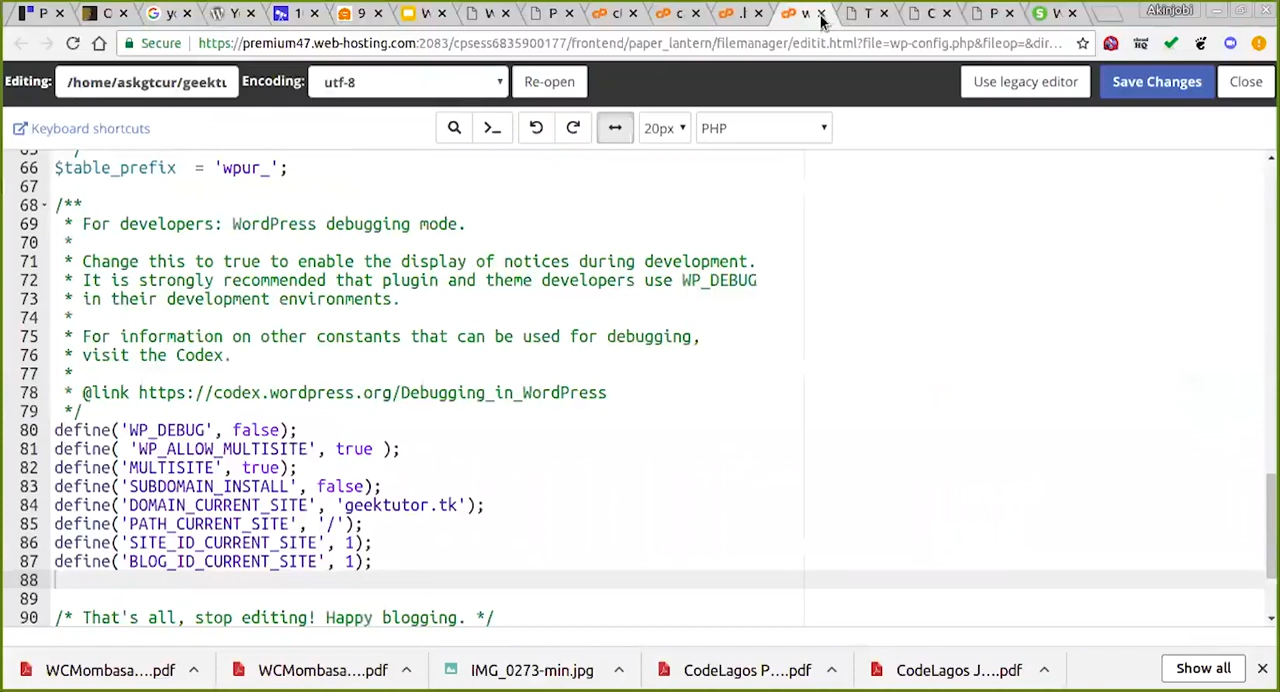 P
C
yo
Y
1
9
W
W
P
cl
c
.l
w
T
C
P
S W
Akinjobi
Secure https://premium47.web-hosting.com:2083/cpsess6835900177/frontend/paper_lantern/filemanager/editit.html?file=wp-config.php&fileop=&dir...
Editing: /home/askgtcur/geektu Encoding: utf-8 Re-open Use legacy editor Save Changes Close
Keyboard shortcuts 20px PHP
65 */
66 $table_prefix  = 'wpur_';
67
68 /**
69  * For developers: WordPress debugging mode.
70  *
71  * Change this to true to enable the display of notices during development.
72  * It is strongly recommended that plugin and theme developers use WP_DEBUG
73  * in their development environments.
74  *
75  * For information on other constants that can be used for debugging,
76  * visit the Codex.
77  *
78  * @link https://codex.wordpress.org/Debugging_in_WordPress
79  */
80 define('WP_DEBUG', false);
81 define( 'WP_ALLOW_MULTISITE', true );
82 define('MULTISITE', true);
83 define('SUBDOMAIN_INSTALL', false);
84 define('DOMAIN_CURRENT_SITE', 'geektutor.tk');
85 define('PATH_CURRENT_SITE', '/');
86 define('SITE_ID_CURRENT_SITE', 1);
87 define('BLOG_ID_CURRENT_SITE', 1);
88
89
90 /* That's all, stop editing! Happy blogging. */
WCMombasa....pdf WCMombasa....pdf IMG_0273-min.jpg CodeLagos P....pdf CodeLagos J....pdf Show all